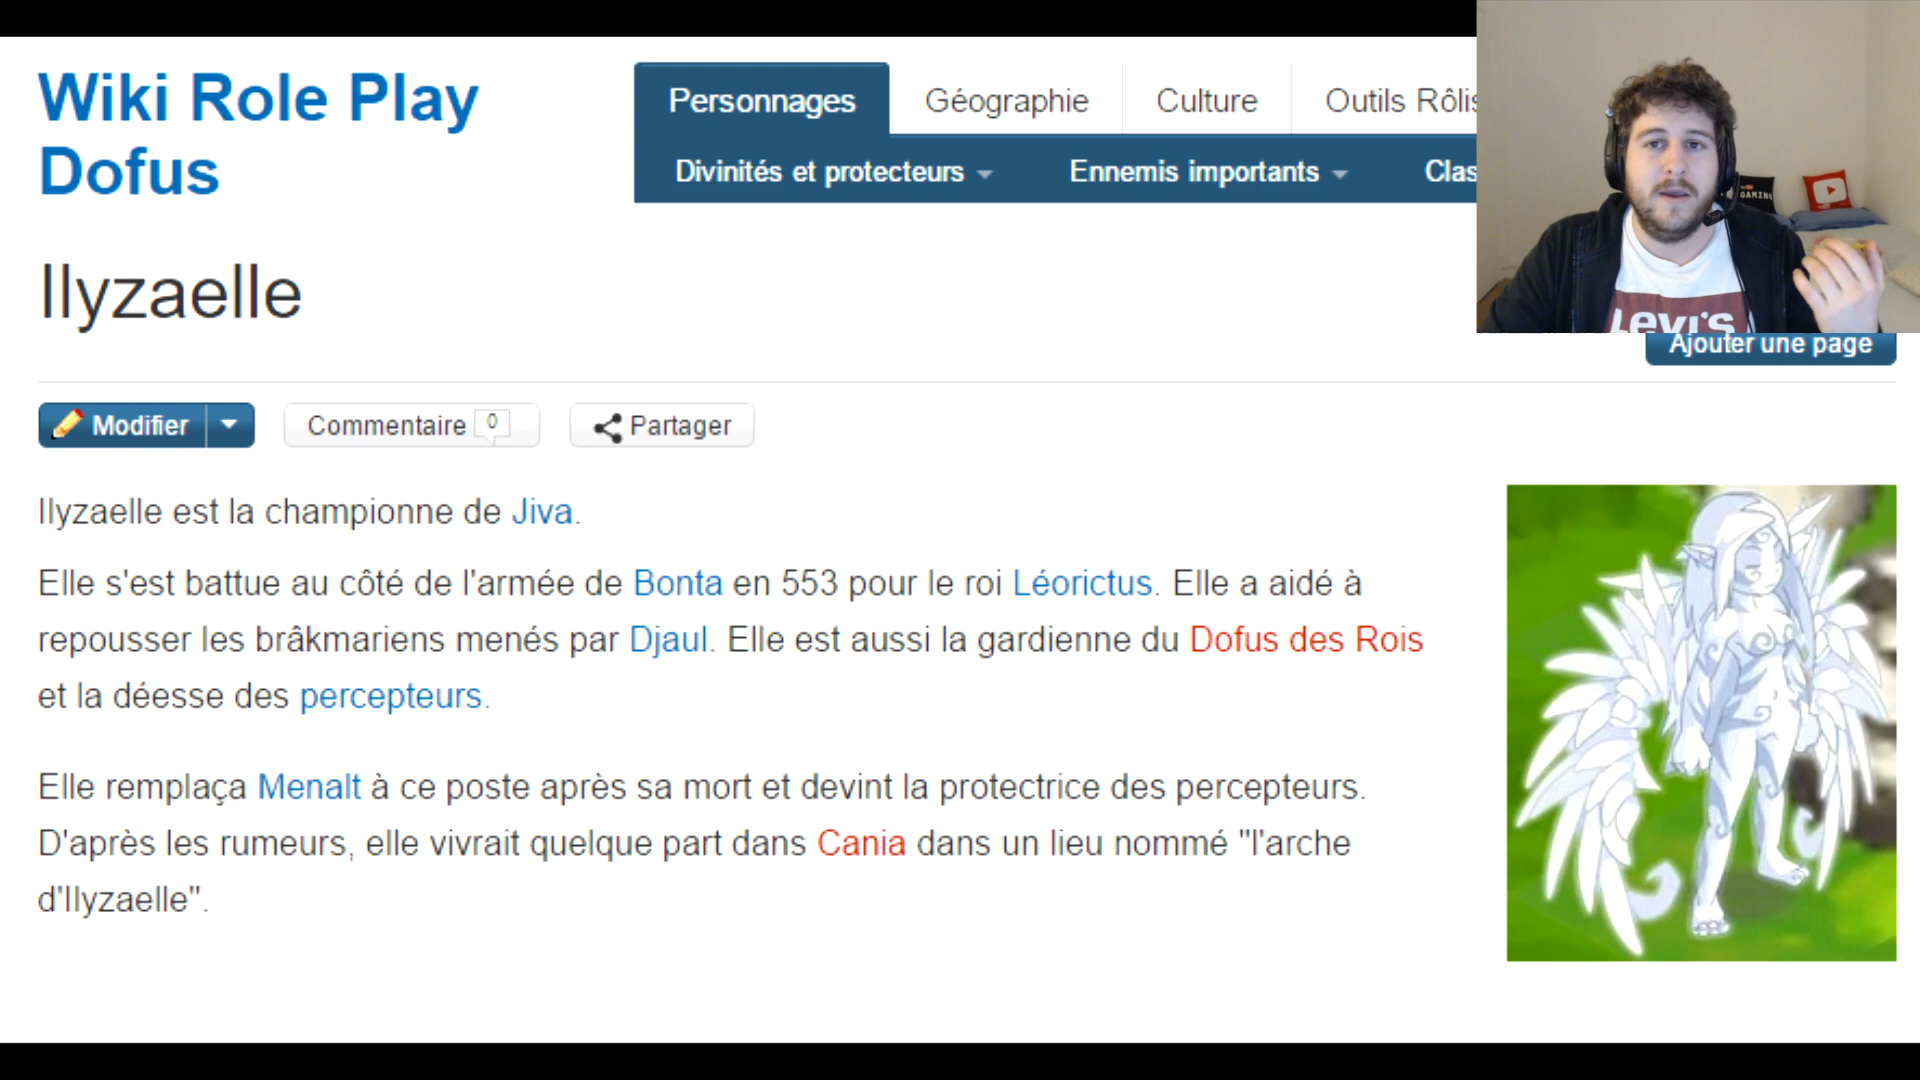 Wiki Role Play
Dofus
Personnages
Géographie
Culture
Outils
Divinités et protecteurs
Ennemis importants
Ilyzaelle
GAMING
Levi's
Ajouter une page
Modifier
Commentaire 0
Partager
Ilyzaelle est la championne de Jiva.
Elle s'est battue au côté de l'armée de Bonta en 553 pour le roi Léorictus. Elle a aidé à
repousser les brâkmariens menés par Djaul. Elle est aussi la gardienne du Dofus des Rois
et la déesse des percepteurs.
Elle remplaça Menalt à ce poste après sa mort et devint la protectrice des percepteurs.
D'après les rumeurs, elle vivrait quelque part dans Cania dans un lieu nommé "l'arche
d'Ilyzaelle".